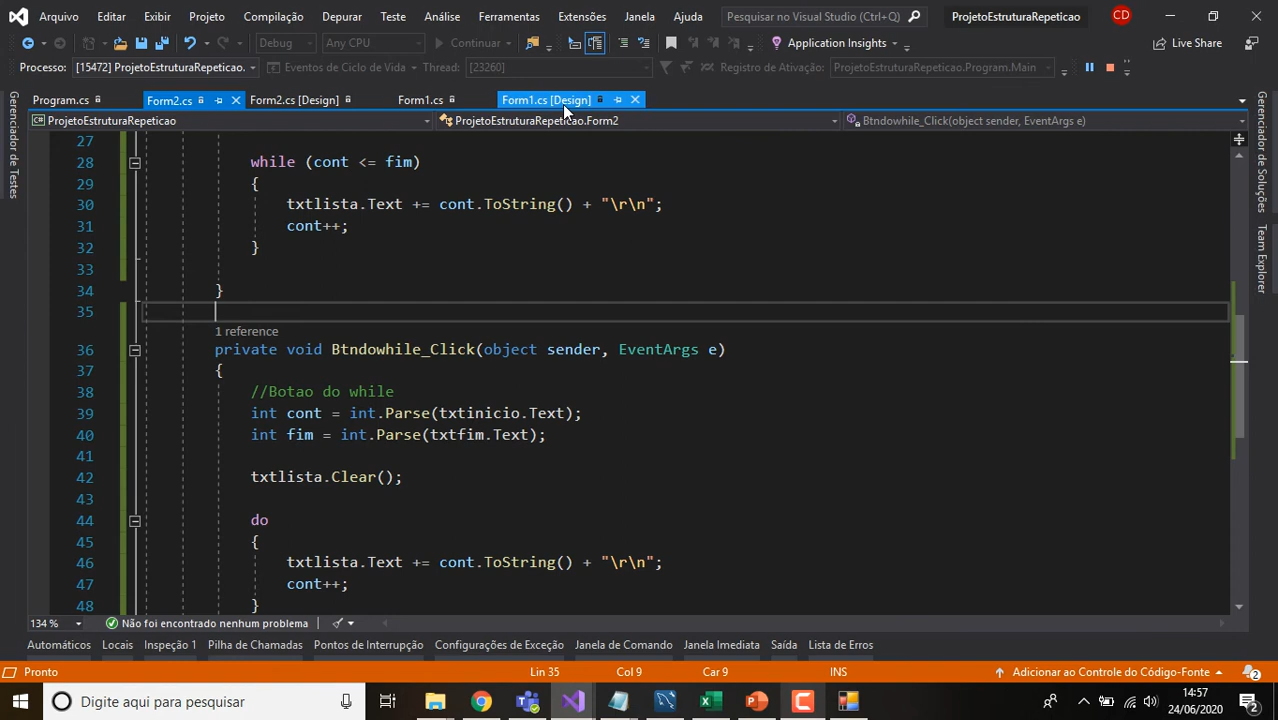 Arquivo Editar Exibir Projeto Compilação Depurar Teste Análise Ferramentas Extensões Janela Ajuda Pesquisar no Visual Studio (Ctrl+Q) ProjetoEstruturaRepeticao CD
Debug Any CPU Continuar Application Insights Live Share
Processo: [15472] ProjetoEstruturaRepeticao. Eventos de Ciclo de Vida Thread: [23260] Registro de Ativação: ProjetoEstruturaRepeticao.Program.Main
Program.cs Form2.cs Form2.cs [Design] Form1.cs Form1.cs [Design]
ProjetoEstruturaRepeticao ProjetoEstruturaRepeticao.Form2 Btndowhile_Click(object sender, EventArgs e)
Gerenciador de Testes
Gerenciador de Soluções
Team Explorer
27
28 while (cont <= fim)
29 {
30 txtlista.Text += cont.ToString() + "\r\n";
31 cont++;
32 }
33
34 }
35
1 reference
36 private void Btndowhile_Click(object sender, EventArgs e)
37 {
38 //Botao do while
39 int cont = int.Parse(txtinicio.Text);
40 int fim = int.Parse(txtfim.Text);
41
42 txtlista.Clear();
43
44 do
45 {
46 txtlista.Text += cont.ToString() + "\r\n";
47 cont++;
48 }
134 % Não foi encontrado nenhum problema
Automáticos Locais Inspeção 1 Pilha de Chamadas Pontos de Interrupção Configurações de Exceção Janela de Comando Janela Imediata Saída Lista de Erros
Pronto Lin 35 Col 9 Car 9 INS Adicionar ao Controle do Código-Fonte 2
Digite aqui para pesquisar 14:57
24/06/2020 2